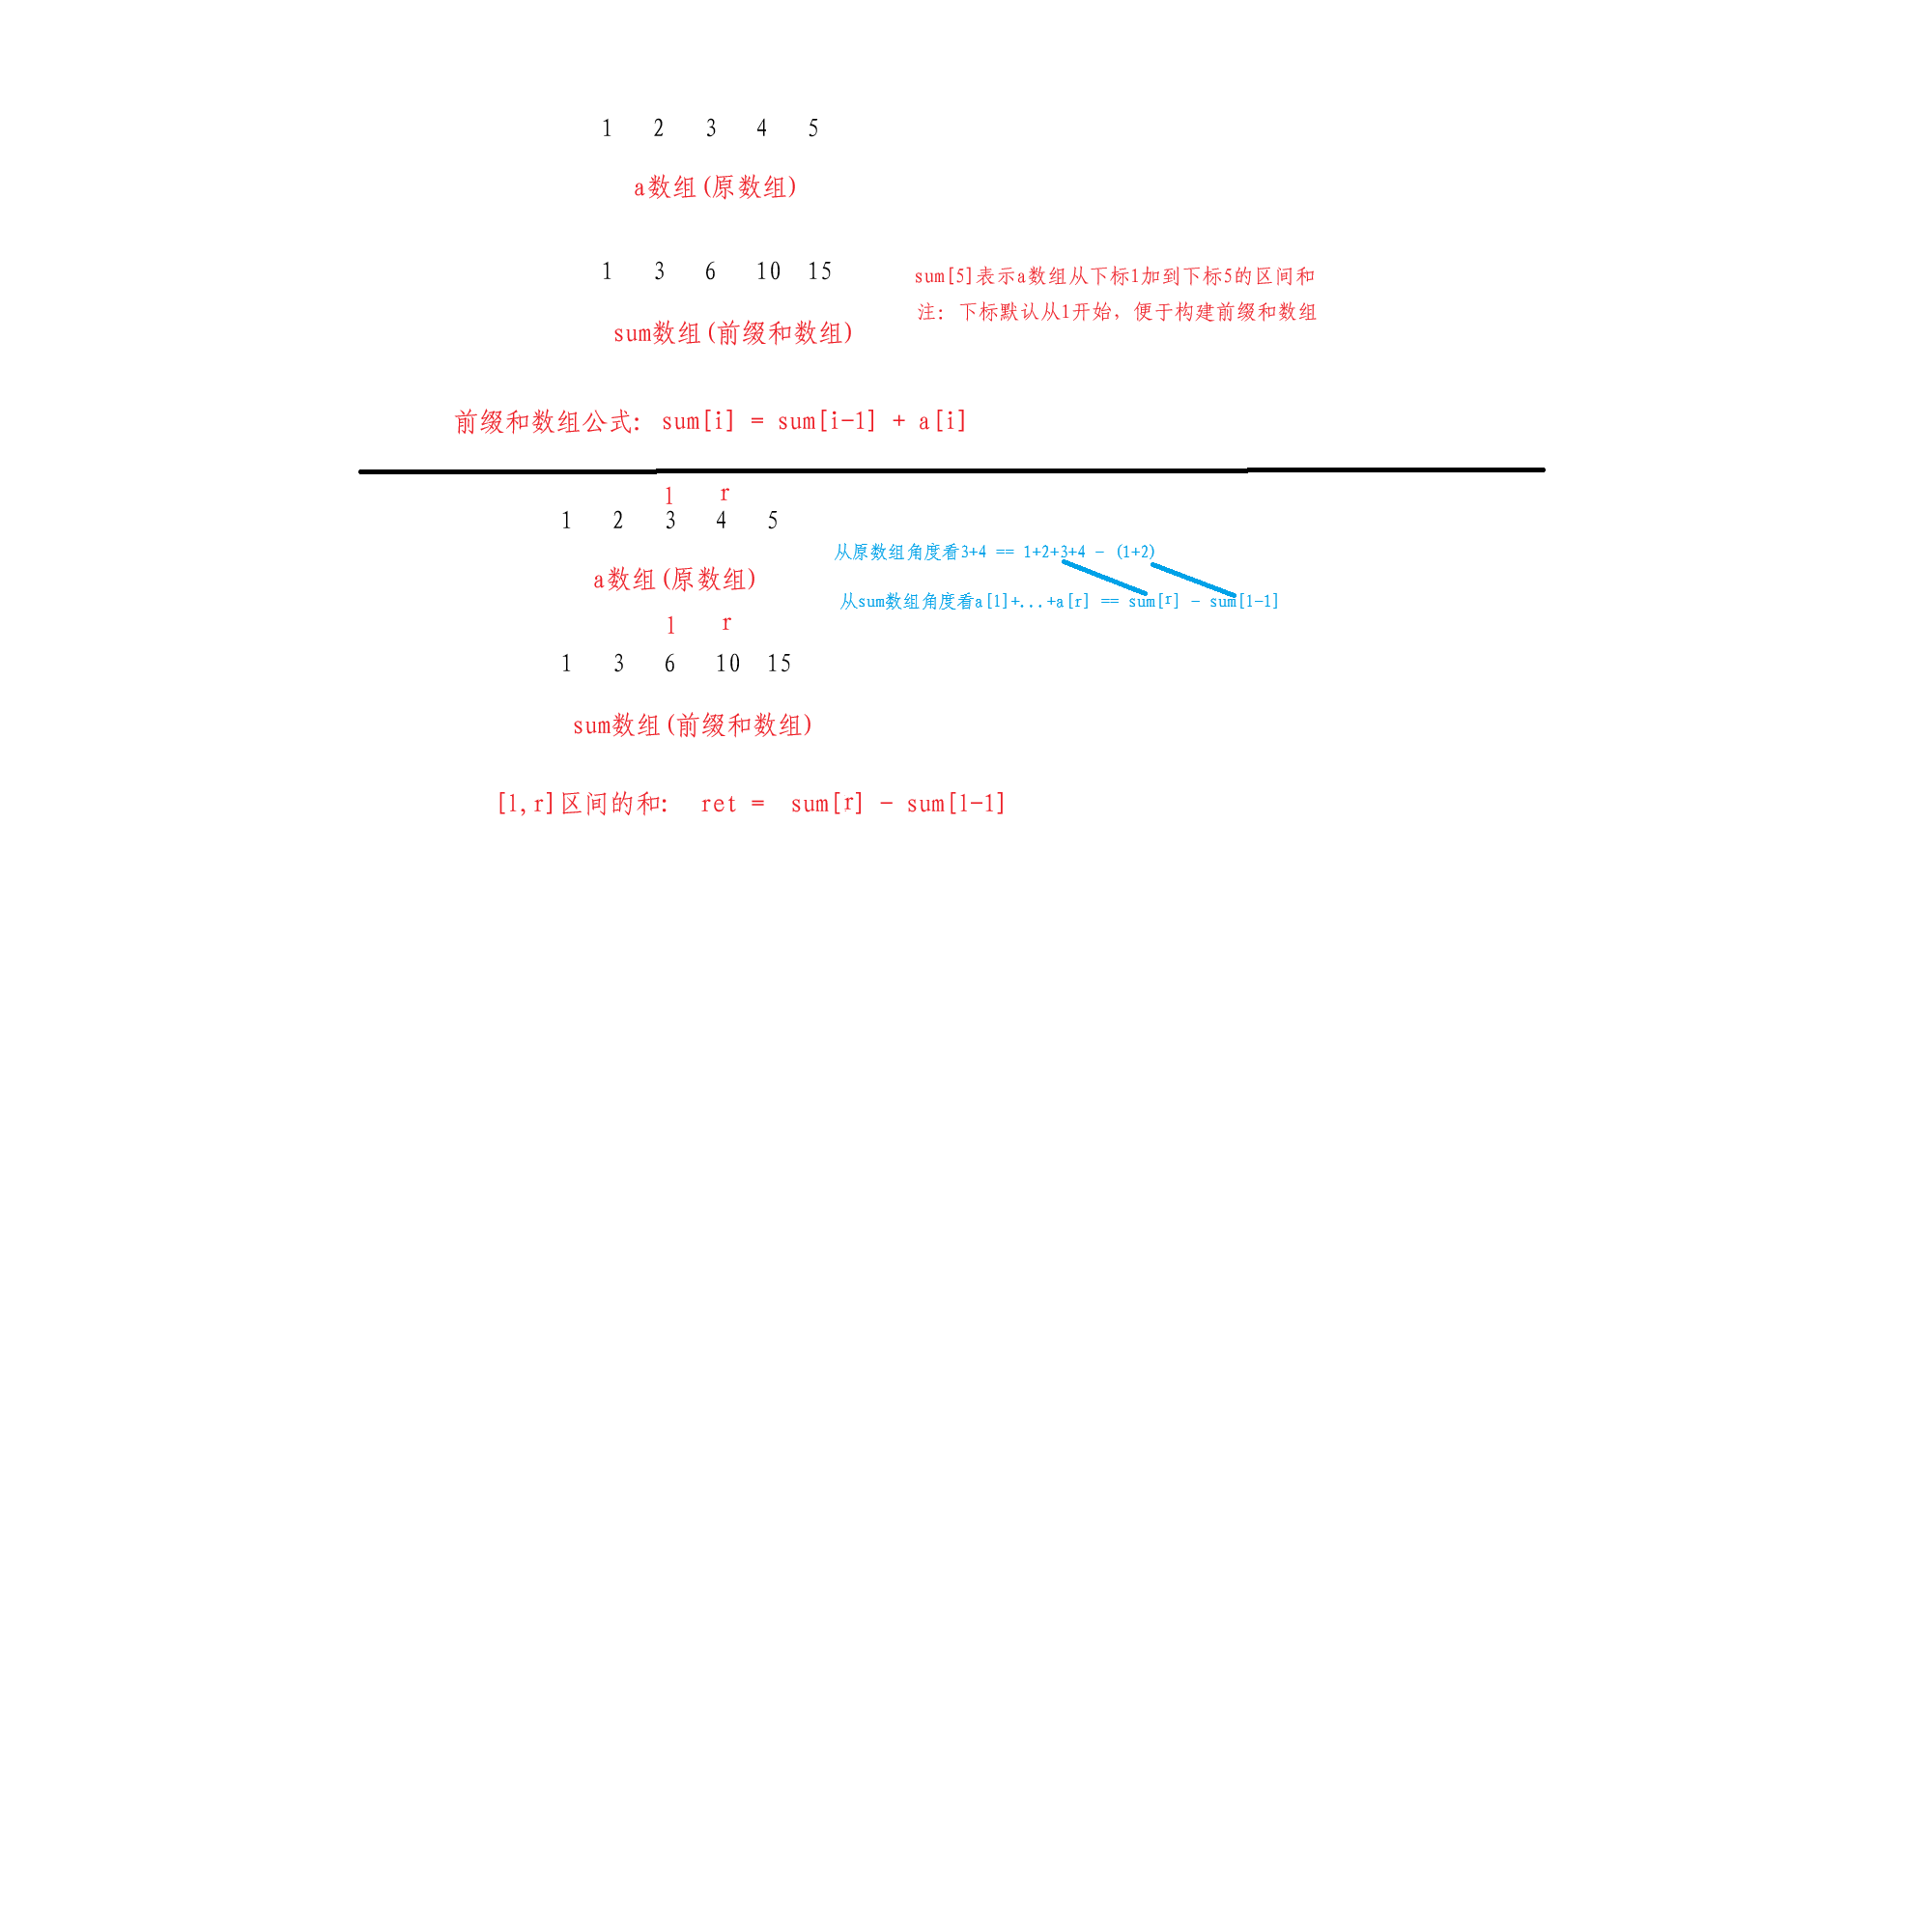 1 2 3 4 5
a数组(原数组)
1 3 6 10 15
sum[5]表示a数组从下标1加到下标5的区间和
注：下标默认从1开始，便于构建前缀和数组
sum数组(前缀和数组)
前缀和数组公式：sum[i] = sum[i-1] + a[i]
l r
1 2 3 4 5
从原数组角度看3+4 == 1+2+3+4 - (1+2)
a数组(原数组)
从sum数组角度看a[l]+...+a[r] == sum[r] - sum[l-1]
l r
1 3 6 10 15
sum数组(前缀和数组)
[l,r]区间的和： ret = sum[r] - sum[l-1]